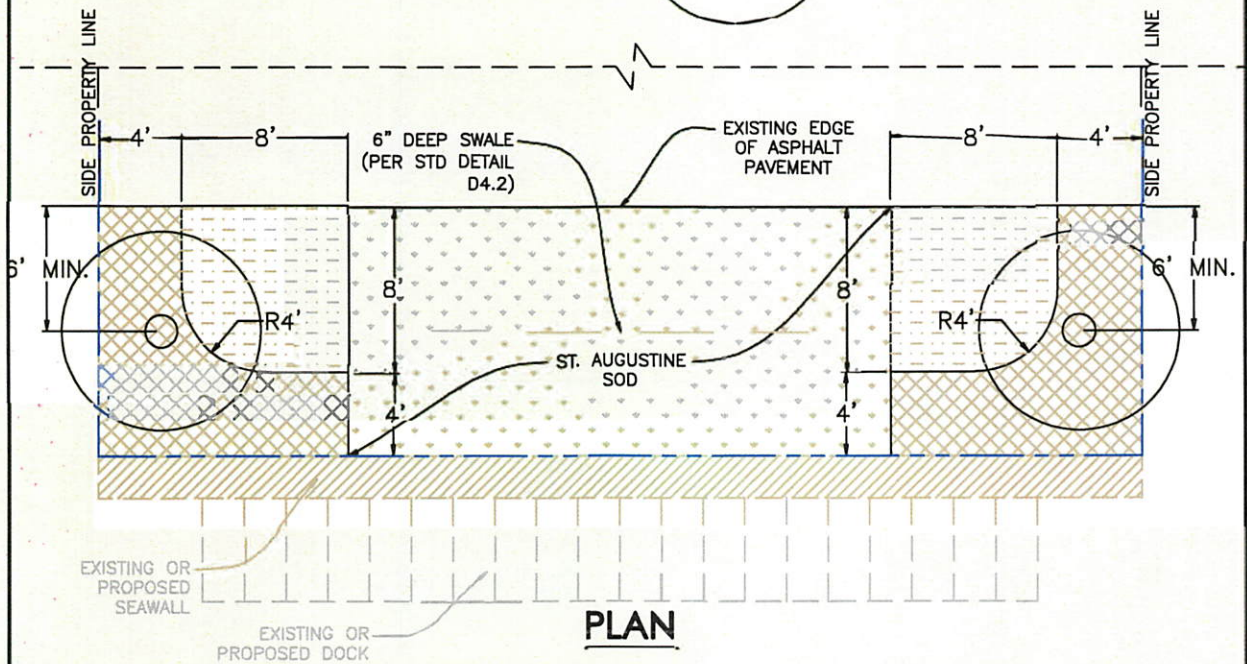 SIDE PROPERTY LINE
SIDE PROPERTY LINE
4'
8'
6" DEEP SWALE
(PER STD DETAIL
D4.2)
EXISTING EDGE
OF ASPHALT
PAVEMENT
8'
4'
6' MIN.
8'
8'
6' MIN.
R4'
R4'
ST. AUGUSTINE
SOD
4'
4'
EXISTING OR
PROPOSED
SEAWALL
EXISTING OR
PROPOSED DOCK
PLAN